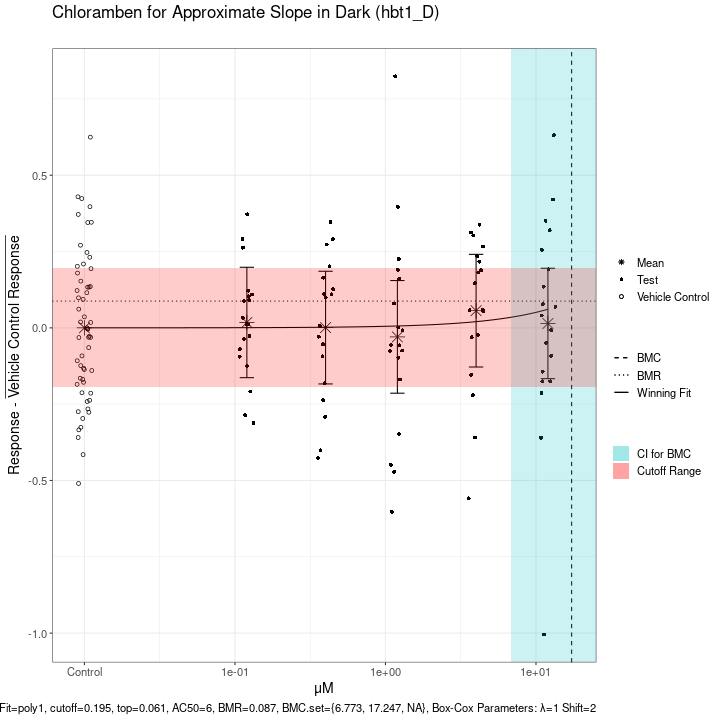 Chloramben for Approximate Slope in Dark (hbt1_D)
Response - Vehicle Control Response
0.5
0.0
-0.5
-1.0
Control
1e-01
1e+00
1e+01
μM
Mean
Test
Vehicle Control
BMC
BMR
Winning Fit
CI for BMC
Cutoff Range
Fit=poly1, cutoff=0.195, top=0.061, AC50=6, BMR=0.087, BMC.set={6.773, 17.247, NA}, Box-Cox Parameters: λ=1 Shift=2